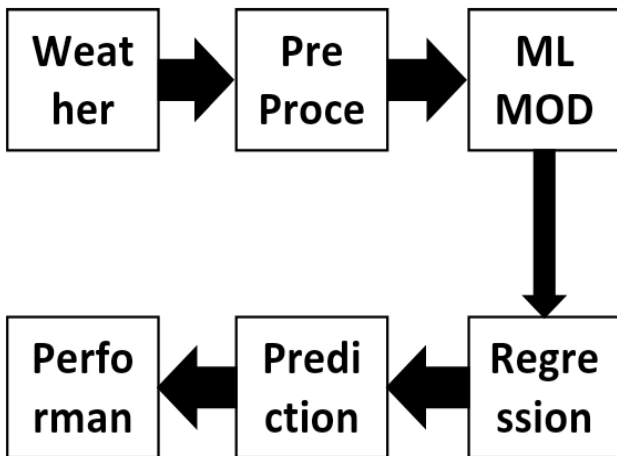 Weat
her
Pre
Proce
ML
MOD
Regre
ssion
Predi
ction
Perfo
rman